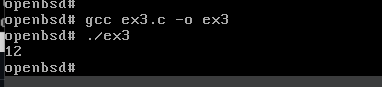 openbsd#
openbsd# gcc ex3.c -o ex3
openbsd# ./ex3
12
openbsd#